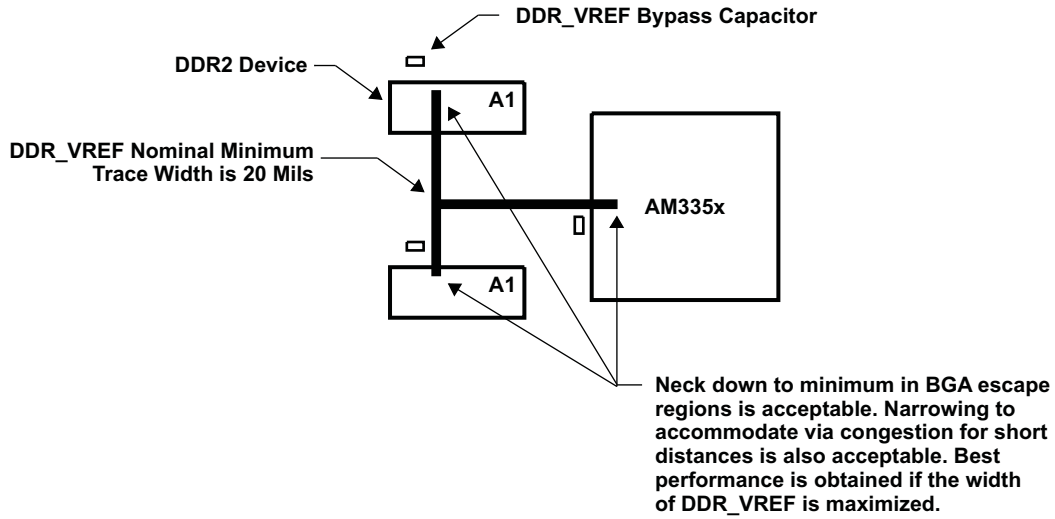 DDR_VREF Bypass Capacitor
DDR2 Device
A1
DDR_VREF Nominal Minimum
Trace Width is 20 Mils
AM335x
A1
Neck down to minimum in BGA escape
regions is acceptable. Narrowing to
accommodate via congestion for short
distances is also acceptable. Best
performance is obtained if the width
of DDR_VREF is maximized.